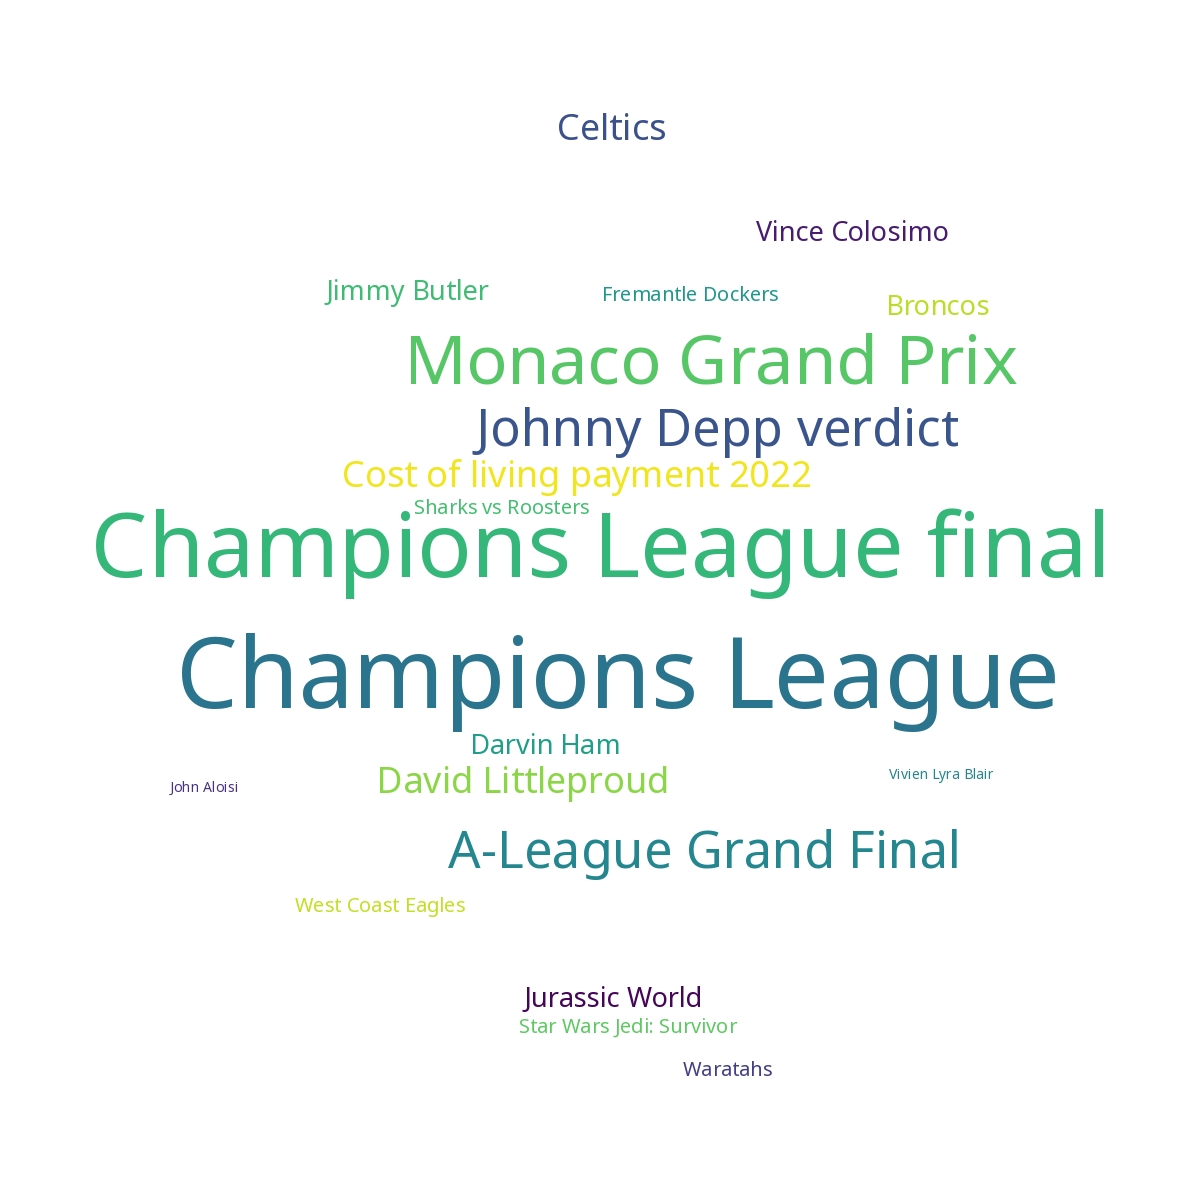 Celtics
Vince Colosimo
Jimmy Butler
Fremantle Dockers
Broncos
Monaco Grand Prix
Johnny Depp verdict
Cost of living payment 2022
Sharks vs Roosters
Champions League final
Champions League
Darvin Ham
David Littleproud
Vivien Lyra Blair
John Aloisi
A-League Grand Final
West Coast Eagles
Jurassic World
Star Wars Jedi: Survivor
Waratahs